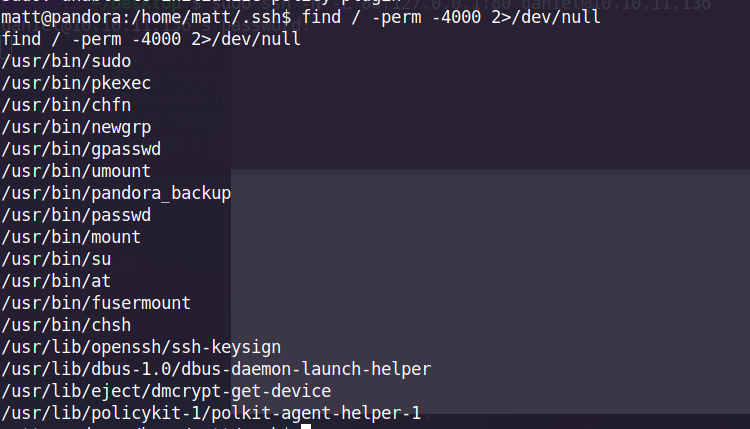 matt@pandora:/home/matt/.ssh$ find / -perm -4000 2>/dev/null
find / -perm -4000 2>/dev/null
/usr/bin/sudo
/usr/bin/pkexec
/usr/bin/chfn
/usr/bin/newgrp
/usr/bin/gpasswd
/usr/bin/umount
/usr/bin/pandora_backup
/usr/bin/passwd
/usr/bin/mount
/usr/bin/su
/usr/bin/at
/usr/bin/fusermount
/usr/bin/chsh
/usr/lib/openssh/ssh-keysign
/usr/lib/dbus-1.0/dbus-daemon-launch-helper
/usr/lib/eject/dmcrypt-get-device
/usr/lib/policykit-1/polkit-agent-helper-1